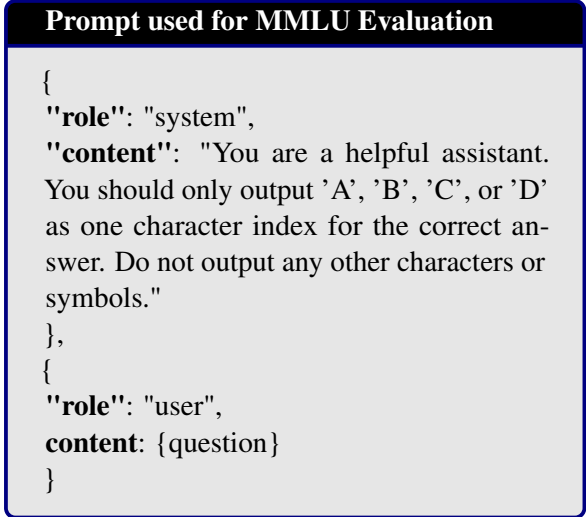 Prompt used for MMLU Evaluation
{
"role": "system",
"content": "You are a helpful assistant.
You should only output ’A’, ’B’, ’C’, or ’D’
as one character index for the correct an-
swer. Do not output any other characters or
symbols."
},
{
"role": "user",
content: {question}
}